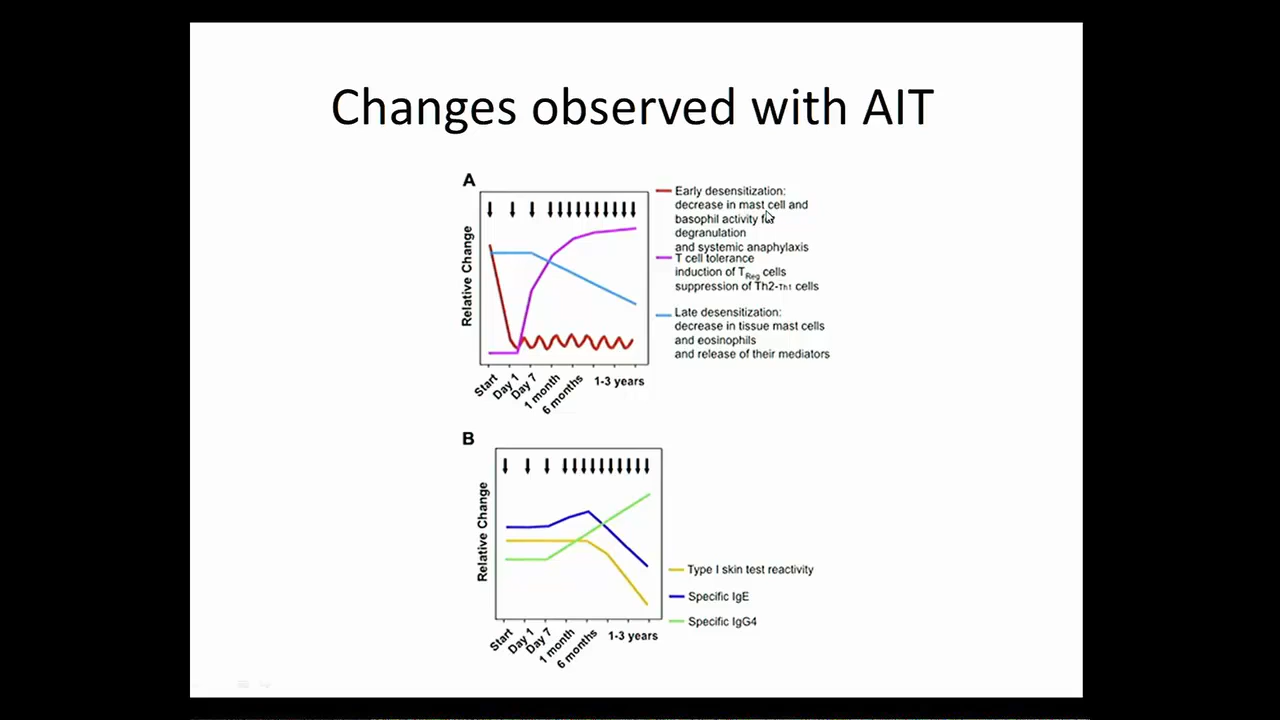 Changes observed with AIT
A
Relative Change
Early desensitization:
decrease in mast cell and
basophil activity for
degranulation
and systemic anaphylaxis
T cell tolerance
induction of TReg cells
suppression of Th2-Th1 cells
Late desensitization:
decrease in tissue mast cells
and eosinophils
and release of their mediators
Start
Day 1
Day 7
1 month
6 months
1-3 years
B
Relative Change
Type I skin test reactivity
Specific IgE
Specific IgG4
Start
Day 1
Day 7
1 month
6 months
1-3 years